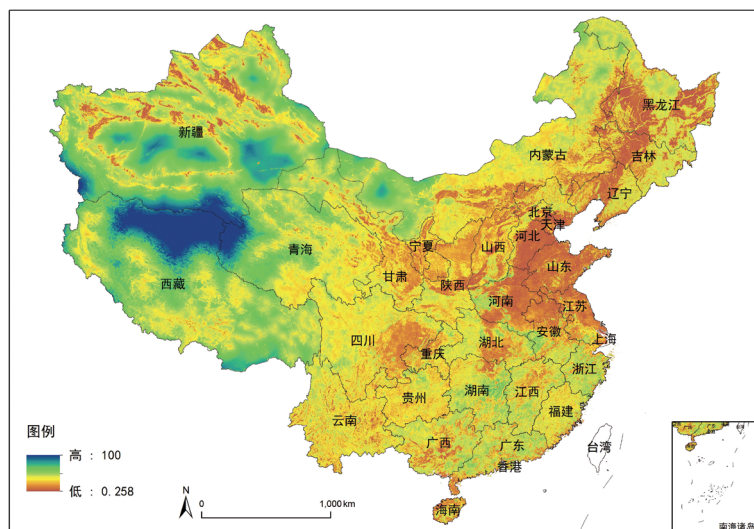 黑龙江
新疆
内蒙古
吉林
辽宁
北京
天津
河北
宁夏
山西
青海
山东
甘肃
西藏
陕西
河南
江苏
安徽
上海
四川
重庆
湖北
浙江
湖南
江西
贵州
云南
福建
广西
广东
台湾
香港
海南
图例
高 : 100
低 : 0.258
N
0
1,000 km
南海诸岛